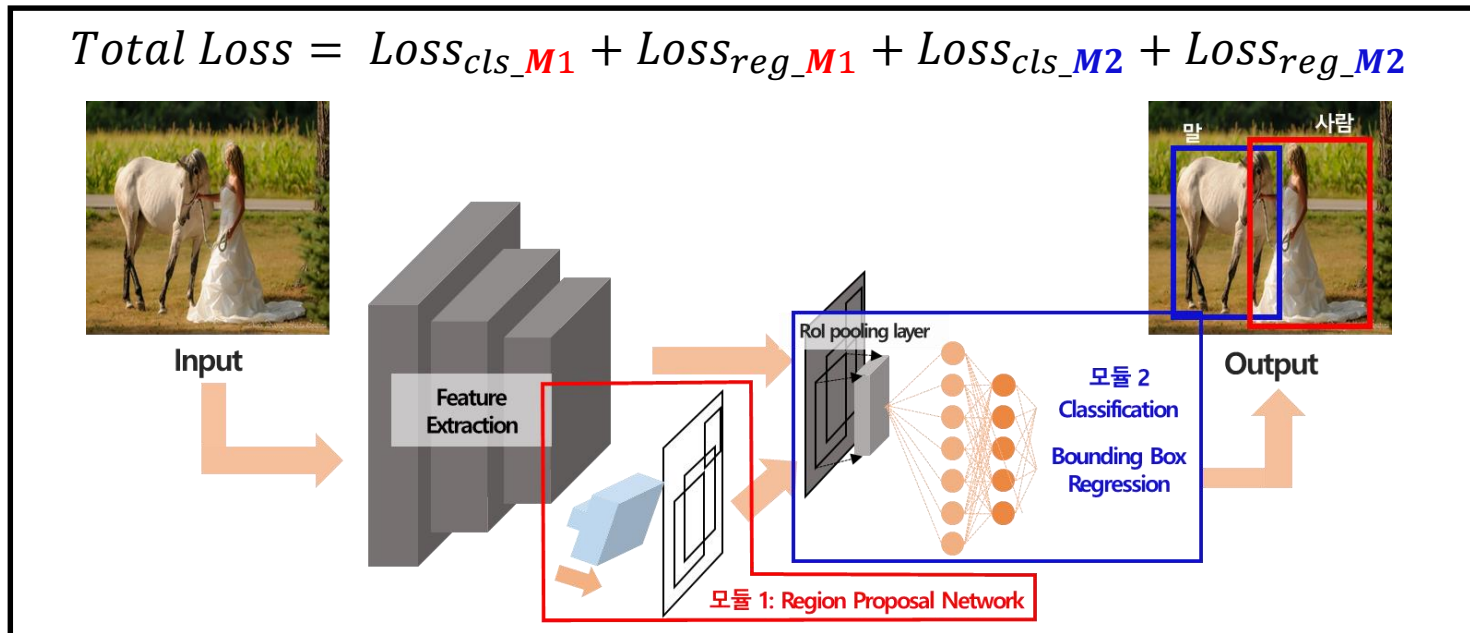 Total Loss = Loss_cls_M1 + Loss_reg_M1 + Loss_cls_M2 + Loss_reg_M2
말
사람
Input
Feature
Extraction
RoI pooling layer
모듈 2
Classification
Bounding Box
Regression
Output
모듈 1: Region Proposal Network